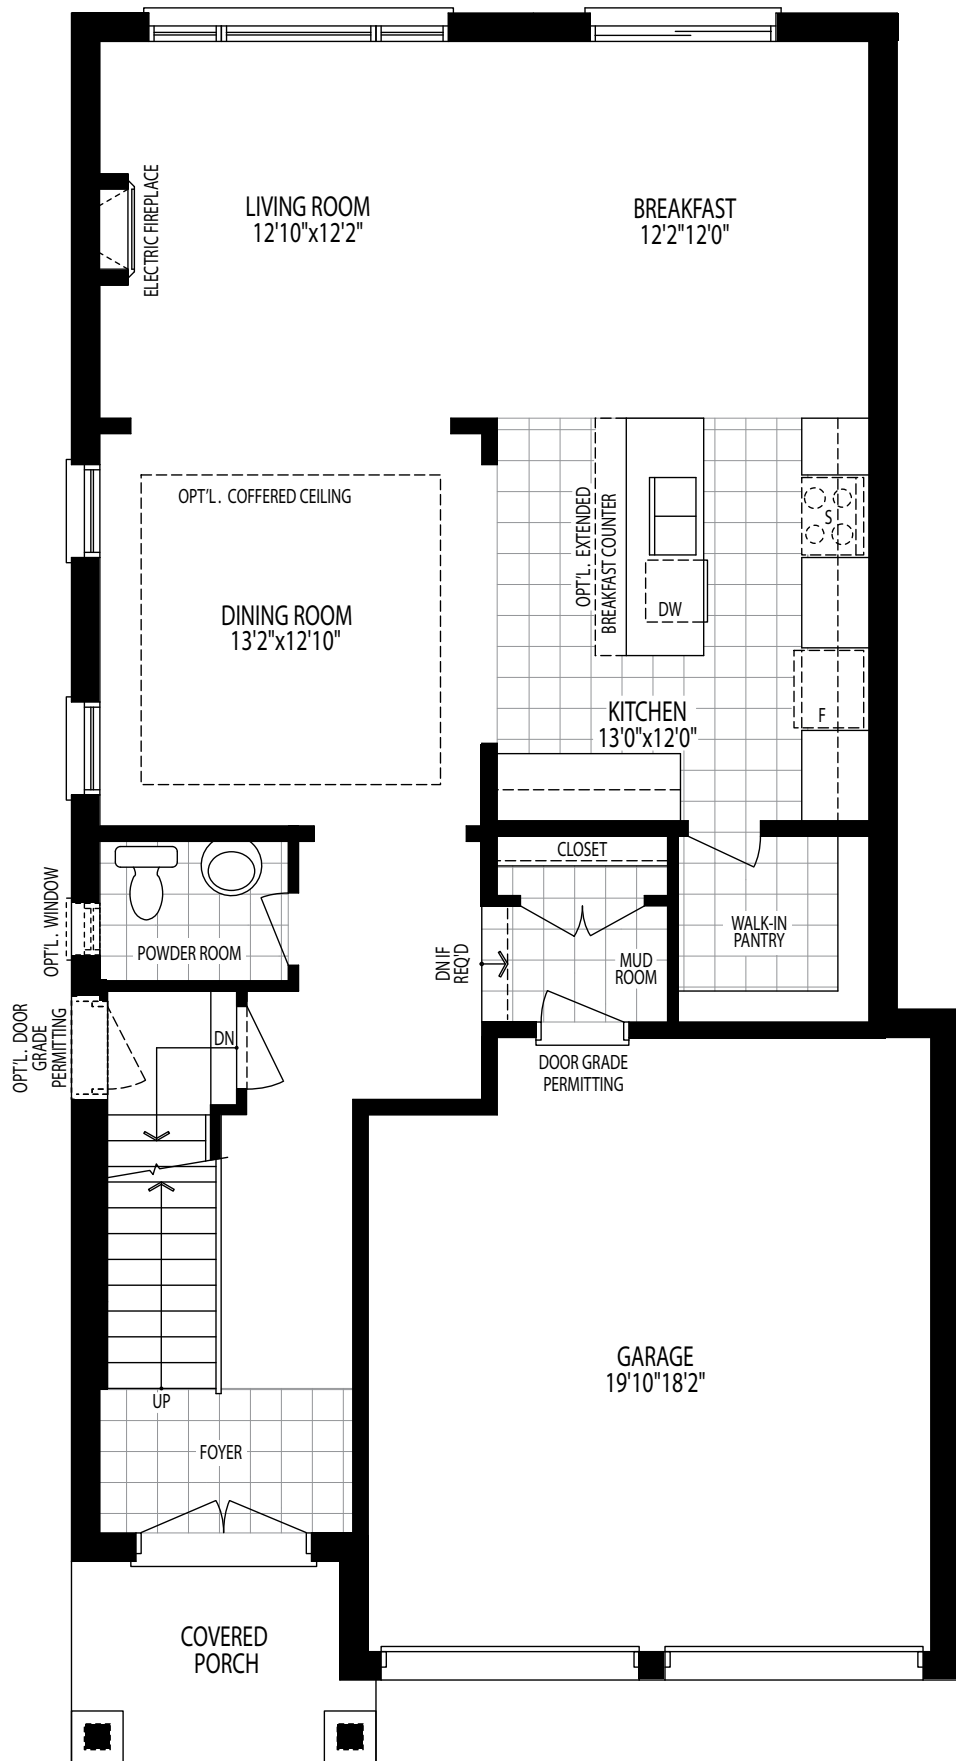 ELECTRIC FIREPLACE
LIVING ROOM
12'10"x12'2"
BREAKFAST
12'2"12'0"
OPT'L. COFFERED CEILING
DINING ROOM
13'2"x12'10"
OPT'L. EXTENDED
BREAKFAST COUNTER
S
DW
F
KITCHEN
13'0"x12'0"
OPT'L. WINDOW
POWDER ROOM
CLOSET
DN IF
REQ'D
MUD
ROOM
WALK-IN
PANTRY
OPT'L. DOOR
GRADE
PERMITTING
DN
DOOR GRADE
PERMITTING
GARAGE
19'10"18'2"
UP
FOYER
COVERED
PORCH